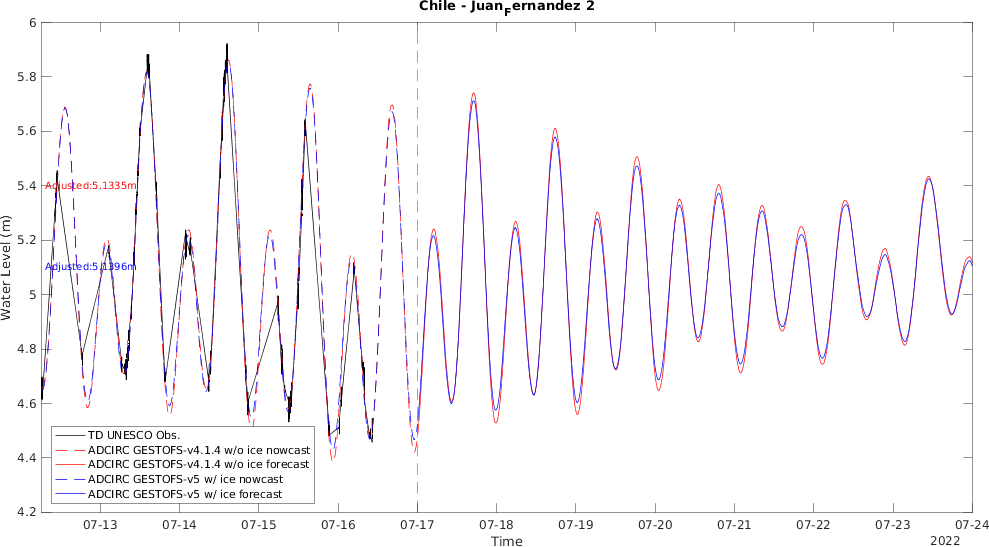 Chile - Juan_Fernandez 2
Water Level (m)
6
5.8
5.6
5.4
5.2
5
4.8
4.6
4.4
4.2
Adjusted:5.1335m
Adjusted:5.1396m
TD UNESCO Obs.
ADCIRC GESTOFS-v4.1.4 w/o ice nowcast
ADCIRC GESTOFS-v4.1.4 w/o ice forecast
ADCIRC GESTOFS-v5 w/ ice nowcast
ADCIRC GESTOFS-v5 w/ ice forecast
07-13 07-14 07-15 07-16 07-17 07-18 07-19 07-20 07-21 07-22 07-23 07-24
Time
2022